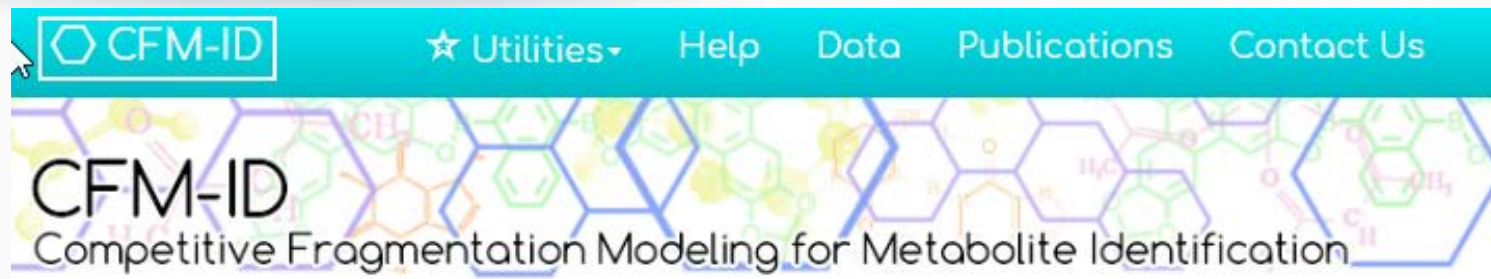 CFM-ID ☆ Utilities▾ Help Data Publications Contact Us
CFM-ID
Competitive Fragmentation Modeling for Metabolite Identification